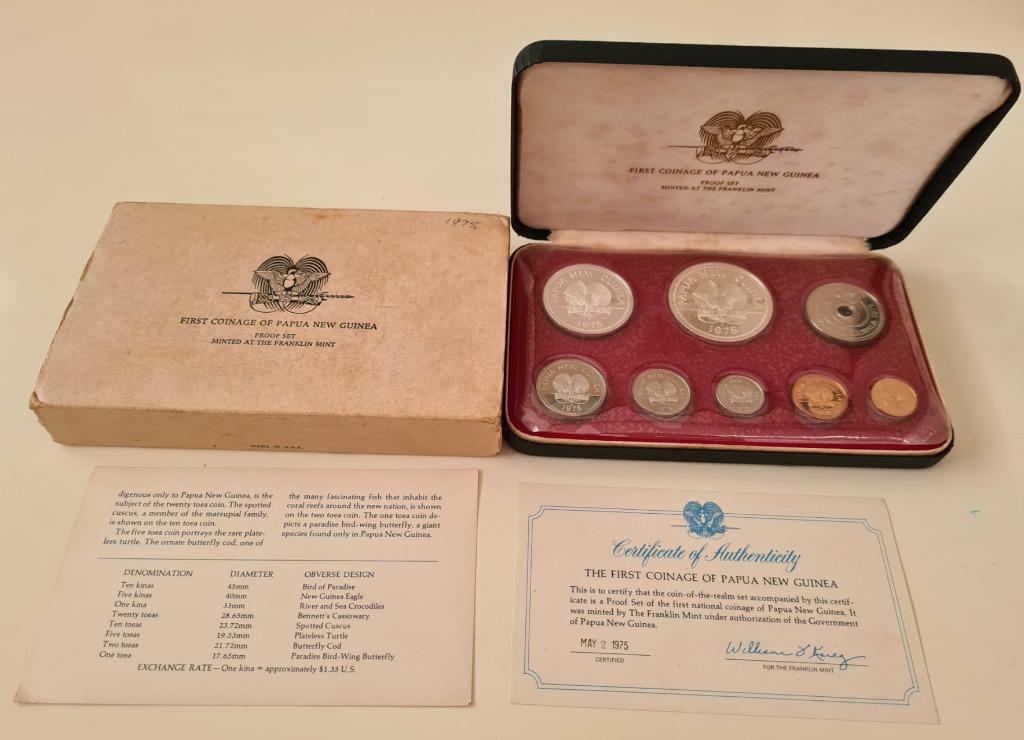 1975
FIRST COINAGE OF PAPUA NEW GUINEA
PROOF SET
MINTED AT THE FRANKLIN MINT
MADE IN U.S.A.
FIRST COINAGE OF PAPUA NEW GUINEA
PROOF SET
MINTED AT THE FRANKLIN MINT
PAPUA NEW GUINEA
1975
PAPUA NEW GUINEA
1975
PAPUA NEW GUINEA
1975
1975
digenous only to Papua New Guinea, is the
subject of the twenty toea coin. The spotted
cuscus, a member of the marsupial family,
is shown on the ten toea coin.
The five toea coin portrays the rare plate-
less turtle. The ornate butterfly cod, one of
the many fascinating fish that inhabit the
coral reefs around the new nation, is shown
on the two toea coin. The one toea coin de-
picts a paradise bird-wing butterfly, a giant
species found only in Papua New Guinea.
DENOMINATION DIAMETER OBVERSE DESIGN
Ten kinas 45mm Bird of Paradise
Five kinas 40mm New Guinea Eagle
One kina 33mm River and Sea Crocodiles
Twenty toeas 28.65mm Bennett's Cassowary
Ten toeas 23.72mm Spotted Cuscus
Five toeas 19.53mm Plateless Turtle
Two toeas 21.72mm Butterfly Cod
One toea 17.65mm Paradise Bird-Wing Butterfly
EXCHANGE RATE—One kina = approximately $1.35 U.S.
Certificate of Authenticity
THE FIRST COINAGE OF PAPUA NEW GUINEA
This is to certify that the coin-of-the-realm set accompanied by this certif-
icate is a Proof Set of the first national coinage of Papua New Guinea. It
was minted by The Franklin Mint under authorization of the Government
of Papua New Guinea.
MAY 2 1975
CERTIFIED
FOR THE FRANKLIN MINT